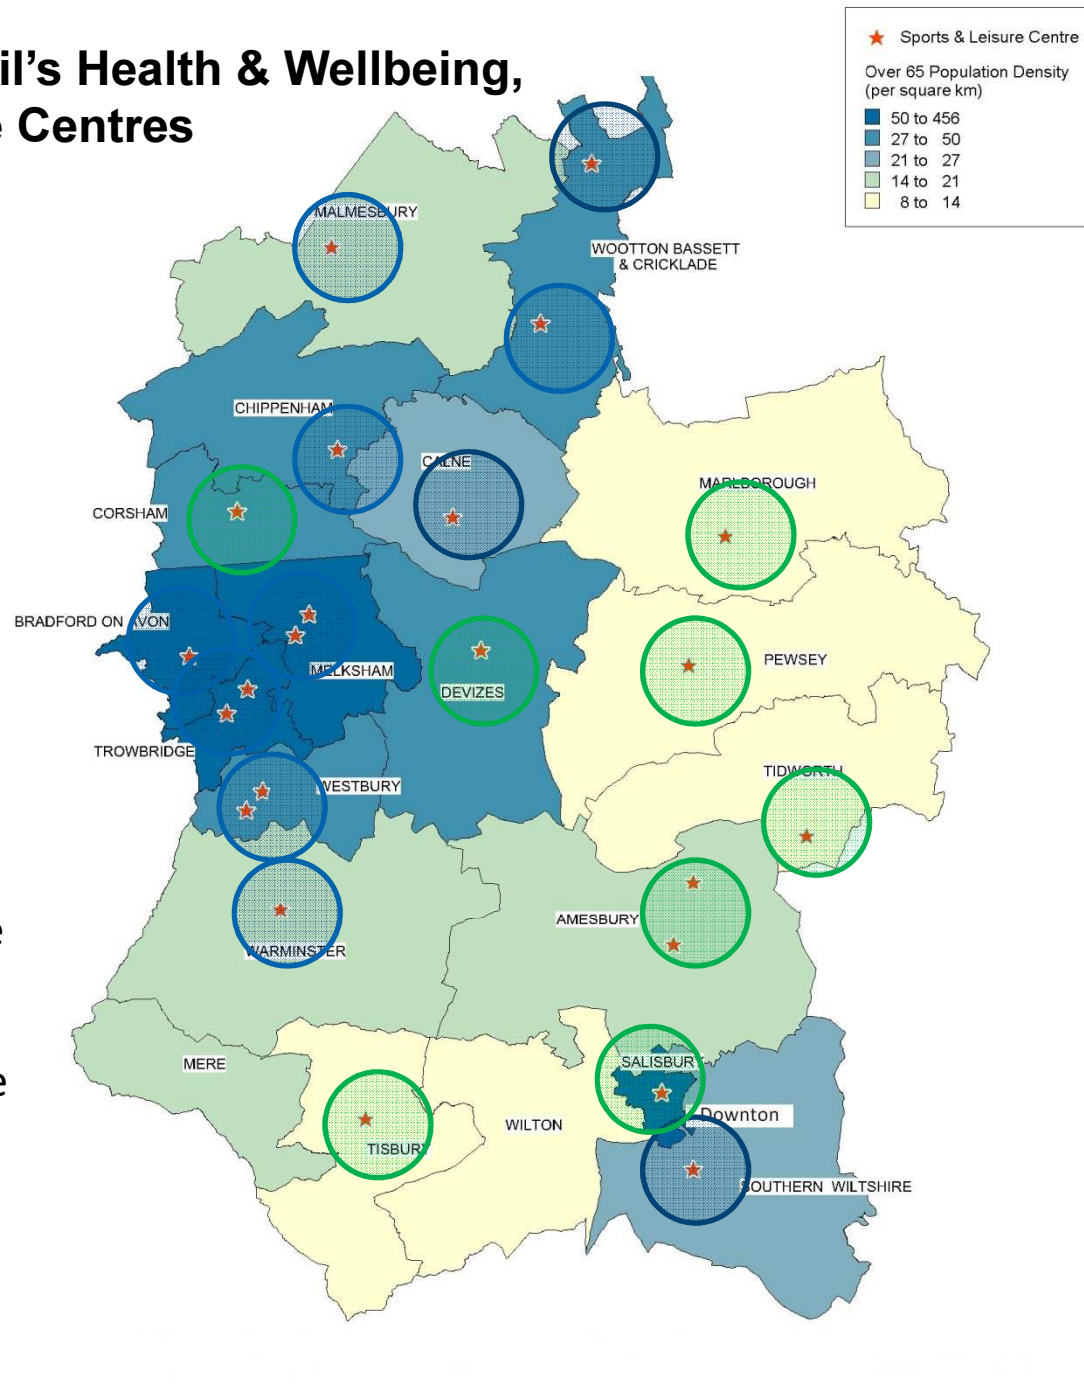 il’s Health & Wellbeing,
e Centres
Sports & Leisure Centre
Over 65 Population Density
(per square km)
50 to 456
27 to 50
21 to 27
14 to 21
8 to 14
MALMESBURY
WOOTTON BASSETT
& CRICKLADE
CHIPPENHAM
CALNE
MARLBOROUGH
CORSHAM
BRADFORD ON AVON
PEWSEY
MELKSHAM
DEVIZES
TROWBRIDGE
TIDWORTH
WESTBURY
AMESBURY
e
WARMINSTER
SALISBURY
MERE
e
Downton
WILTON
TISBURY
SOUTHERN WILTSHIRE